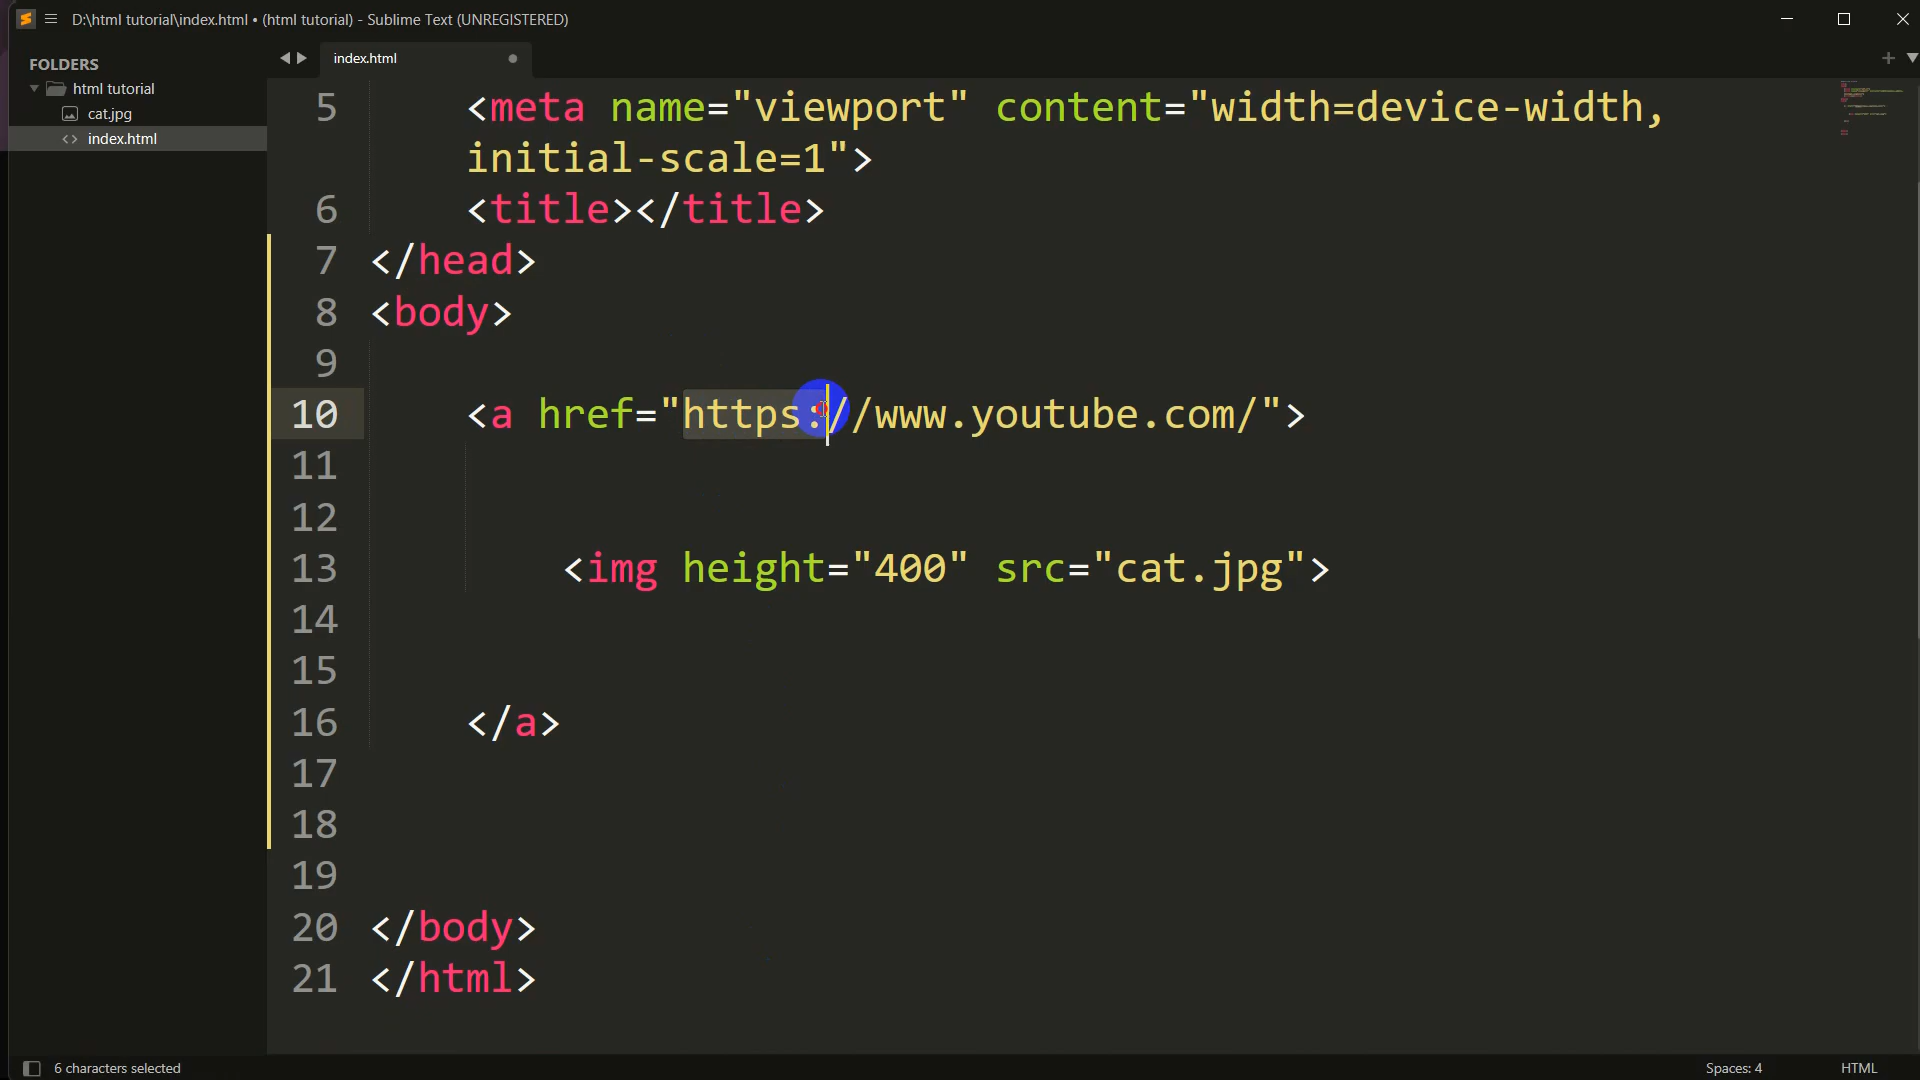 D:\html tutorial\index.html • (html tutorial) - Sublime Text (UNREGISTERED)
FOLDERS
html tutorial
cat.jpg
<> index.html
index.html
5 <meta name="viewport" content="width=device-width,
initial-scale=1">
6 <title></title>
7 </head>
8 <body>
9
10 <a href="https://www.youtube.com/">
11
12
13 <img height="400" src="cat.jpg">
14
15
16 </a>
17
18
19
20 </body>
21 </html>
6 characters selected
Spaces: 4
HTML